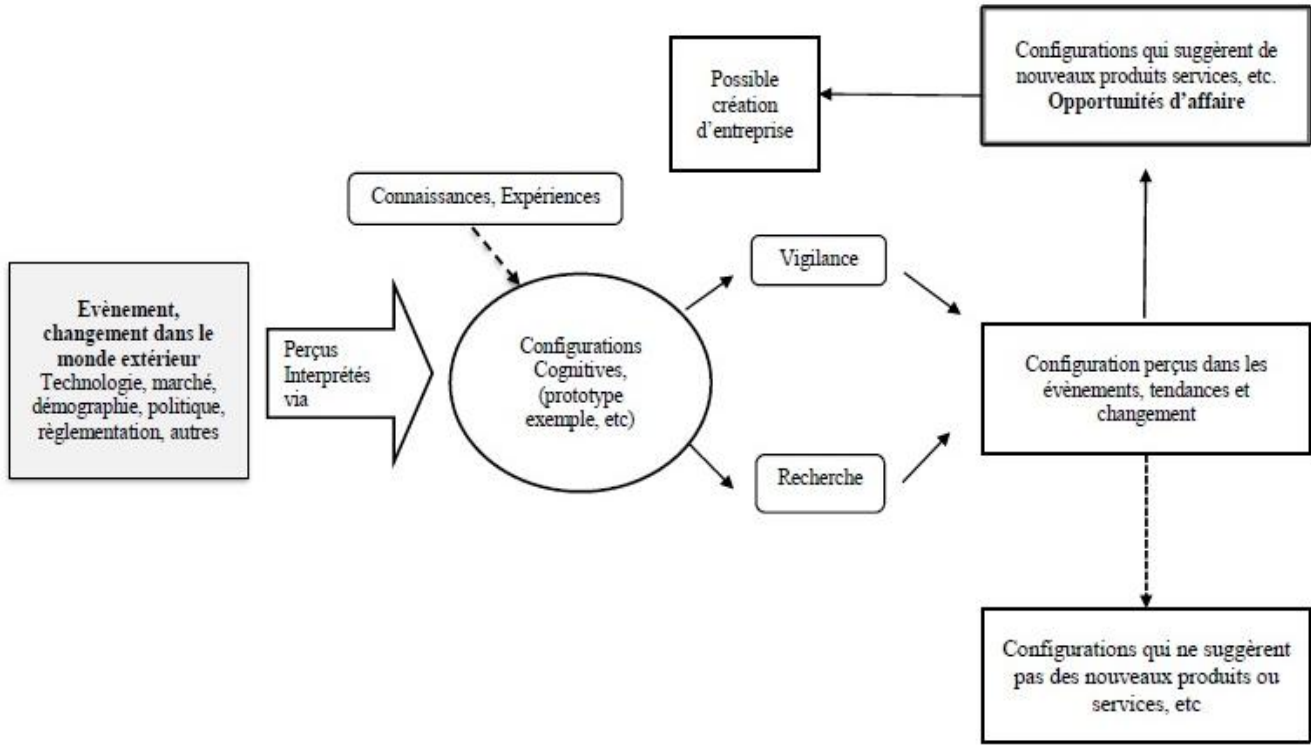 Evènement,
changement dans le
monde extérieur
Technologie, marché,
démographie, politique,
règlementation, autres
Perçus
Interprétés
via
Connaissances, Expériences
Configurations
Cognitives,
(prototype
exemple, etc)
Vigilance
Recherche
Configuration perçus dans les
évènements, tendances et
changement
Configurations qui suggèrent de
nouveaux produits services, etc.
Opportunités d’affaire
Possible
création
d’entreprise
Configurations qui ne suggèrent
pas des nouveaux produits ou
services, etc